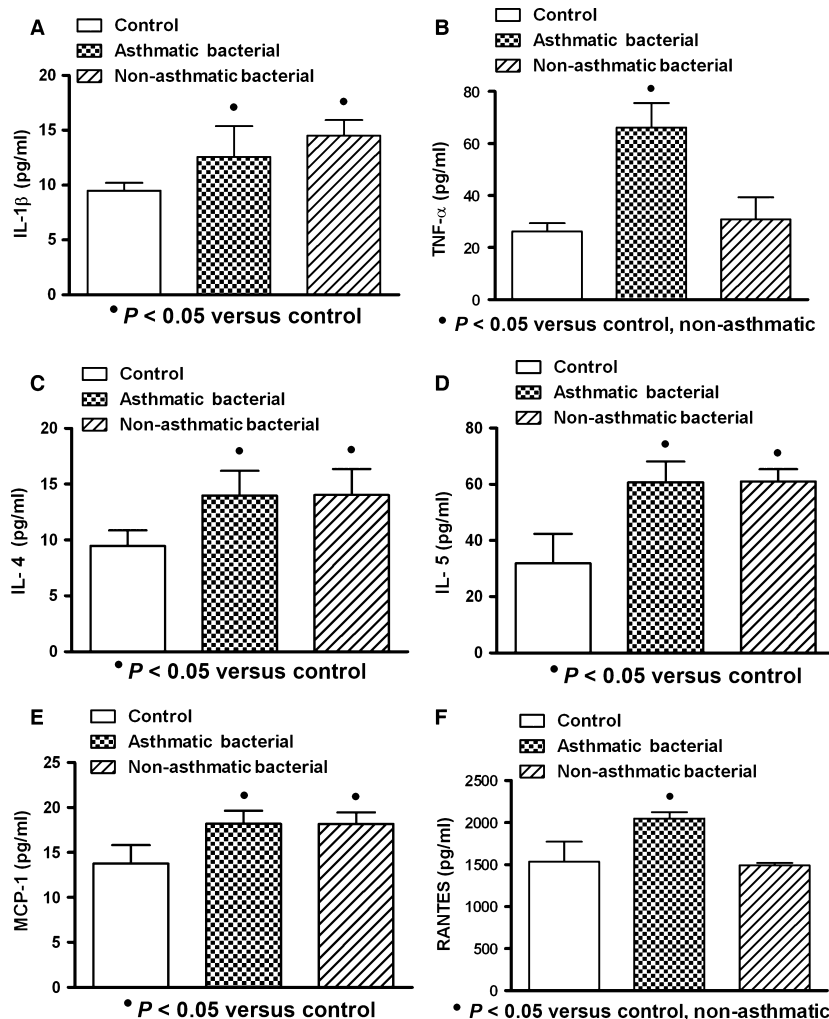 A
Control
Asthmatic bacterial
Non-asthmatic bacterial
20
15
10
5
0
IL-1β (pg/ml)
• P < 0.05 versus control
B
Control
Asthmatic bacterial
Non-asthmatic bacterial
80
60
40
20
0
TNF-α (pg/ml)
• P < 0.05 versus control, non-asthmatic
C
Control
Asthmatic bacterial
Non-asthmatic bacterial
20
15
10
5
0
IL- 4 (pg/ml)
• P < 0.05 versus control
D
Control
Asthmatic bacterial
Non-asthmatic bacterial
80
60
40
20
0
IL- 5 (pg/ml)
• P < 0.05 versus control
E
Control
Asthmatic bacterial
Non-asthmatic bacterial
25
20
15
10
5
0
MCP-1 (pg/ml)
• P < 0.05 versus control
F
Control
Asthmatic bacterial
Non-asthmatic bacterial
2500
2000
1500
1000
500
0
RANTES (pg/ml)
• P < 0.05 versus control, non-asthmatic